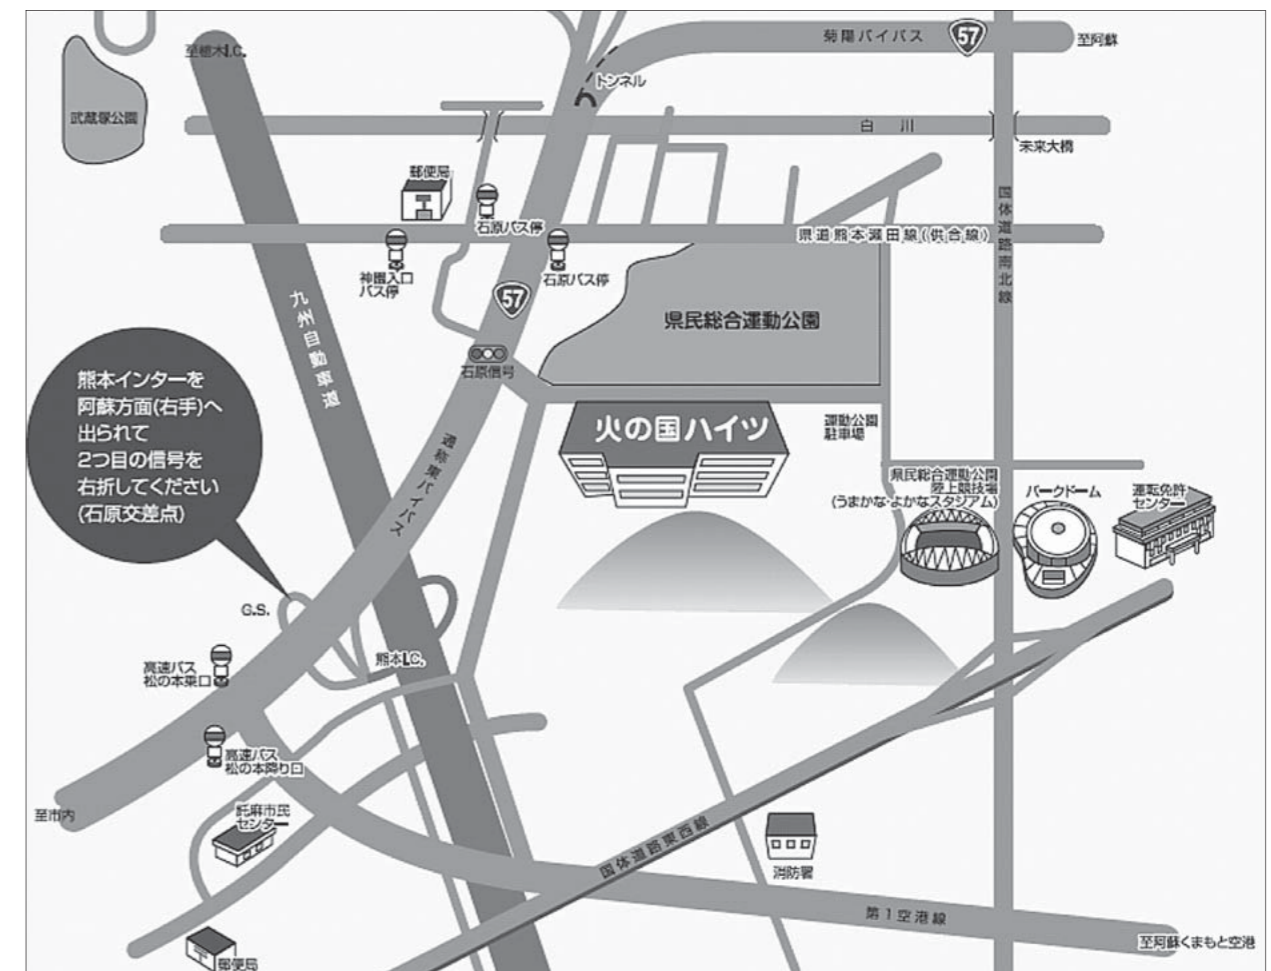 至植木I.C.
武蔵塚公園
菊陽バイパス
57
至阿蘇
トンネル
白川
未来大橋
郵便局
石原バス停
神園入口
バス停
石原バス停
県道熊本瀬田線(供合線)
国体道路南北線
九州自動車道
57
県民総合運動公園
石原信号
熊本インターを
阿蘇方面(右手)へ
出られて
2つ目の信号を
右折してください
(石原交差点)
通称東バイパス
火の国ハイツ
運動公園
駐車場
県民総合運動公園
陸上競技場
(うまかな・よかなスタジアム)
パークドーム
運転免許
センター
G.S.
熊本I.C.
高速バス
松の本乗口
高速バス
松の本降り口
至市内
託麻市民
センター
国体道路東西線
消防署
第1空港線
至阿蘇くまもと空港
郵便局